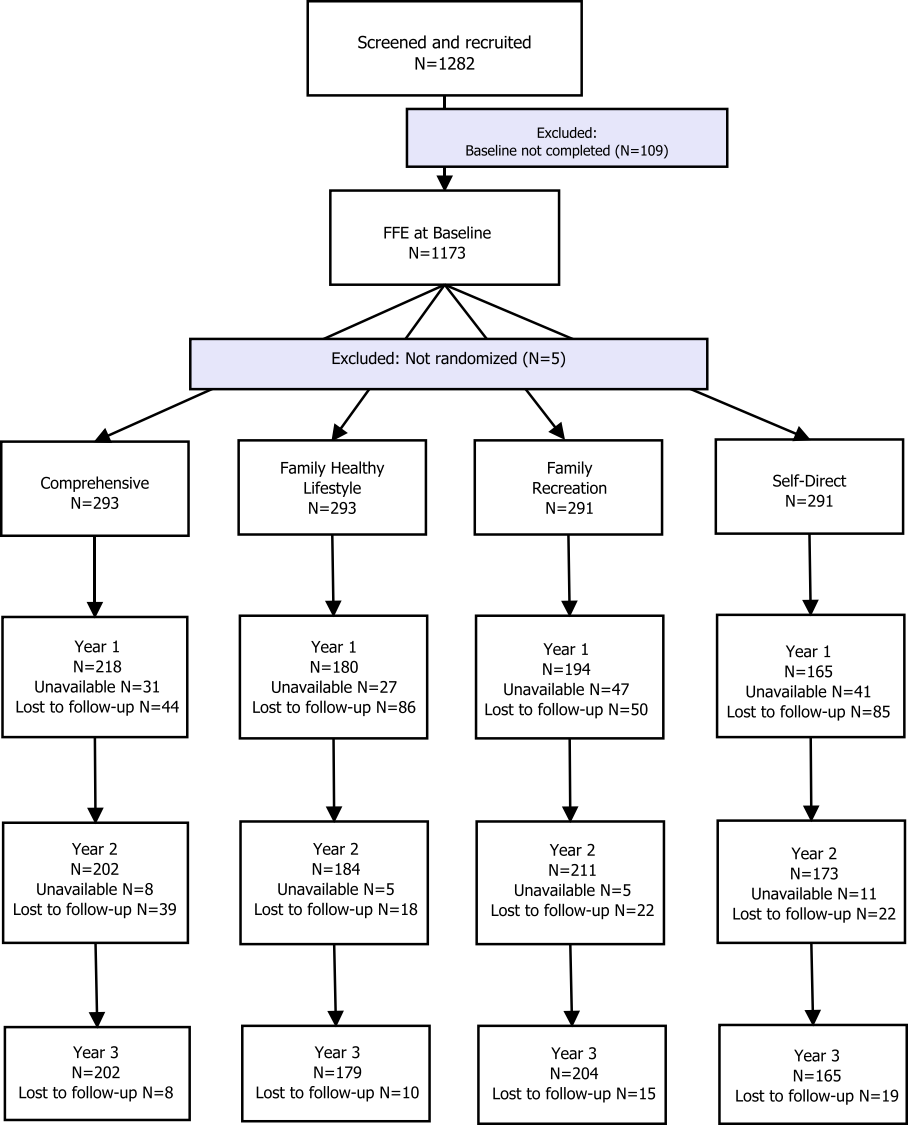 Screened and recruited
N=1282
Excluded:
Baseline not completed (N=109)
FFE at Baseline
N=1173
Excluded: Not randomized (N=5)
Comprehensive
N=293
Family Healthy
Lifestyle
N=293
Family
Recreation
N=291
Self-Direct
N=291
Year 1
N=218
Unavailable N=31
Lost to follow-up N=44
Year 1
N=180
Unavailable N=27
Lost to follow-up N=86
Year 1
N=194
Unavailable N=47
Lost to follow-up N=50
Year 1
N=165
Unavailable N=41
Lost to follow-up N=85
Year 2
N=202
Unavailable N=8
Lost to follow-up N=39
Year 2
N=184
Unavailable N=5
Lost to follow-up N=18
Year 2
N=211
Unavailable N=5
Lost to follow-up N=22
Year 2
N=173
Unavailable N=11
Lost to follow-up N=22
Year 3
N=202
Lost to follow-up N=8
Year 3
N=179
Lost to follow-up N=10
Year 3
N=204
Lost to follow-up N=15
Year 3
N=165
Lost to follow-up N=19